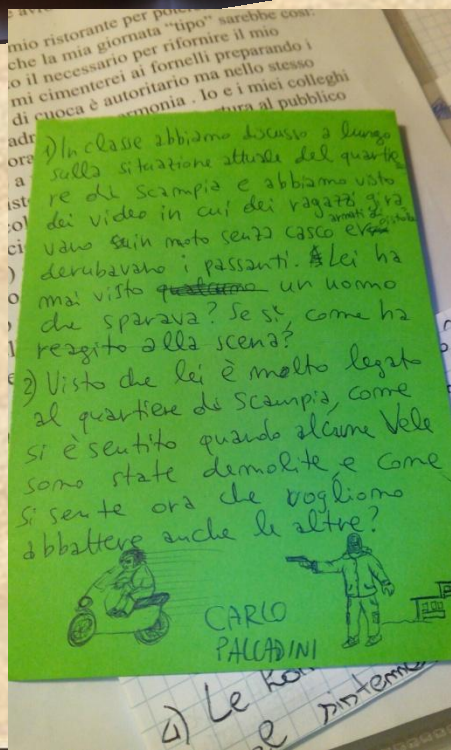 mio ristorante per
sarebbe così:
che la mia giornata “tipo”
o il necessario per rifornire il mio
mi cimenterei ai fornelli preparando i
di cuoca è autoritario ma nello stesso
armonia . Io e i miei colleghi
al pubblico
1) In classe abbiamo discusso a lungo
sulla situazione attuale del quartie
re di Scampia e abbiamo visto
dei video in cui dei ragazzi gira
vano in moto senza casco armati di pistola
derubavano i passanti. Lei ha
mai visto qualcuno un uomo
che sparava? Se sì, come ha
reagito alla scena?
2) Visto che lei è molto legato
al quartiere di Scampia, come
si è sentito quando alcune Vele
sono state demolite, e come
si sente ora che vogliono
abbattere anche le altre?
CARLO
PALLADINI
4) Le
e